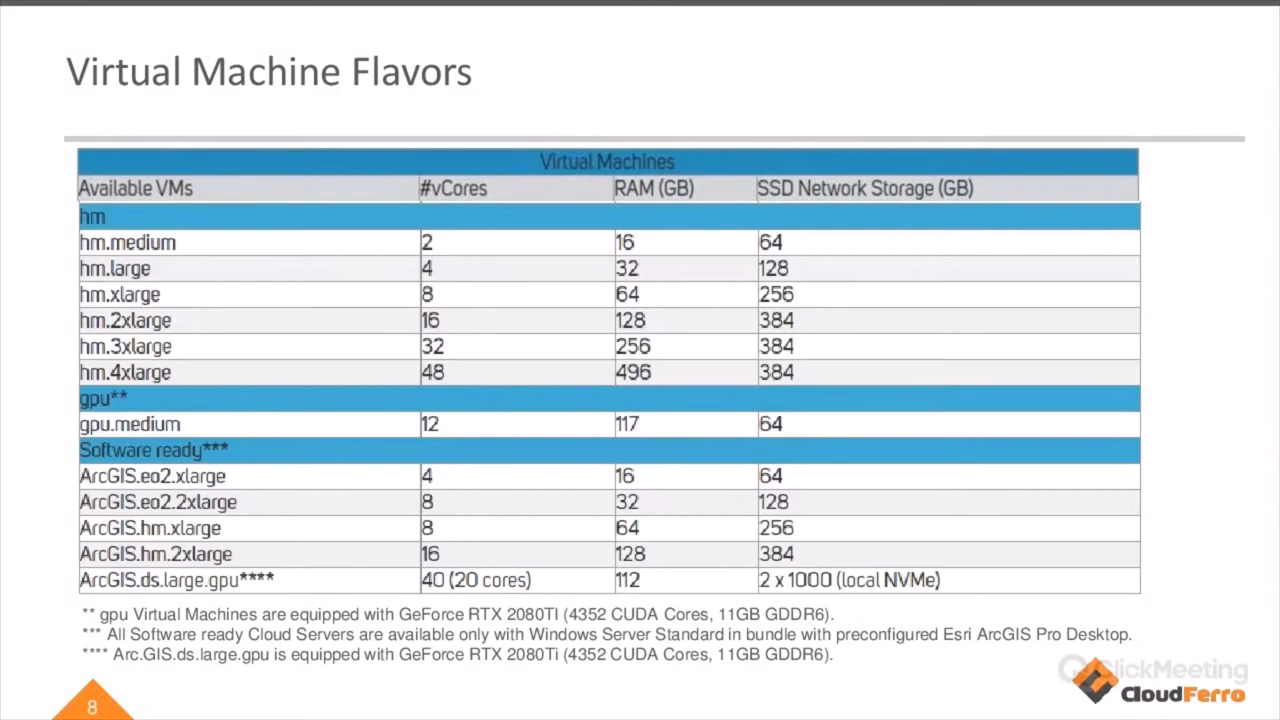 Virtual Machine Flavors
Virtual Machines
Available VMs #vCores RAM (GB) SSD Network Storage (GB)
hm
hm.medium 2 16 64
hm.large 4 32 128
hm.xlarge 8 64 256
hm.2xlarge 16 128 384
hm.3xlarge 32 256 384
hm.4xlarge 48 496 384
gpu**
gpu.medium 12 117 64
Software ready***
ArcGIS.eo2.xlarge 4 16 64
ArcGIS.eo2.2xlarge 8 32 128
ArcGIS.hm.xlarge 8 64 256
ArcGIS.hm.2xlarge 16 128 384
ArcGIS.ds.large.gpu**** 40 (20 cores) 112 2 x 1000 (local NVMe)
** gpu Virtual Machines are equipped with GeForce RTX 2080TI (4352 CUDA Cores, 11GB GDDR6).
*** All Software ready Cloud Servers are available only with Windows Server Standard in bundle with preconfigured Esri ArcGIS Pro Desktop.
**** Arc.GIS.ds.large.gpu is equipped with GeForce RTX 2080Ti (4352 CUDA Cores, 11GB GDDR6).
ClickMeeting
CloudFerro
8